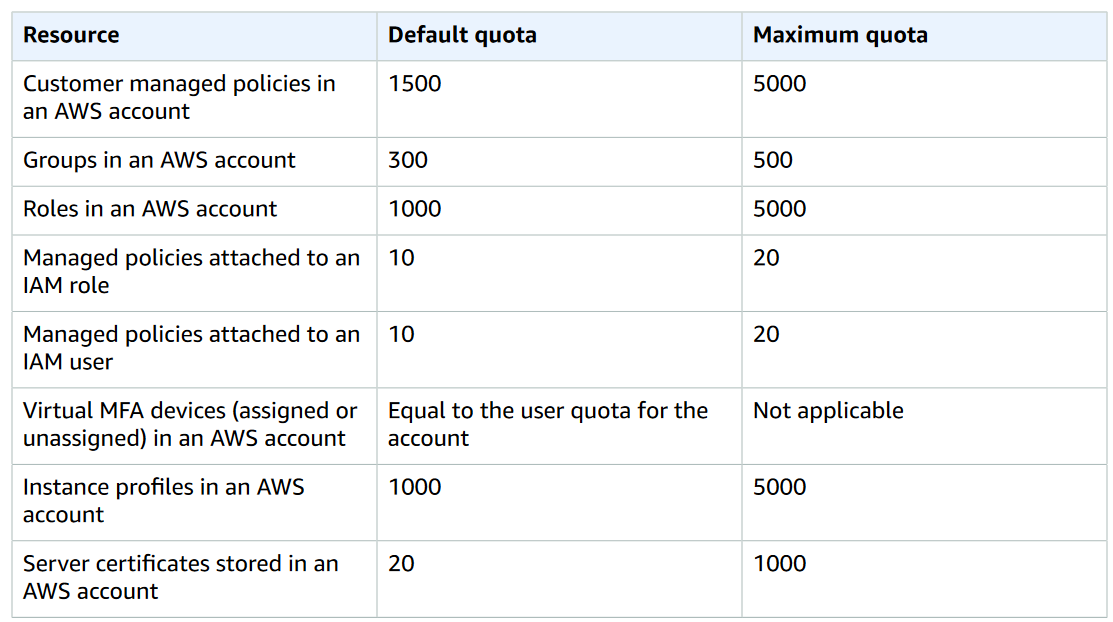 Resource Default quota Maximum quota
Customer managed policies in 1500 5000
an AWS account
Groups in an AWS account 300 500
Roles in an AWS account 1000 5000
Managed policies attached to an 10 20
IAM role
Managed policies attached to an 10 20
IAM user
Virtual MFA devices (assigned or Equal to the user quota for the Not applicable
unassigned) in an AWS account account
Instance profiles in an AWS 1000 5000
account
Server certificates stored in an 20 1000
AWS account